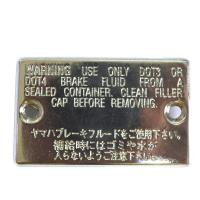 WARNING USE ONLY DOT3 OR
DOT4 BRAKE FLUID FROM A
SEALED CONTAINER. CLEAN FILLER
CAP BEFORE REMOVING.
ヤマハブレーキフルードをご使用下さい。
補給時にはゴミや水が
入らないようご注意下さい